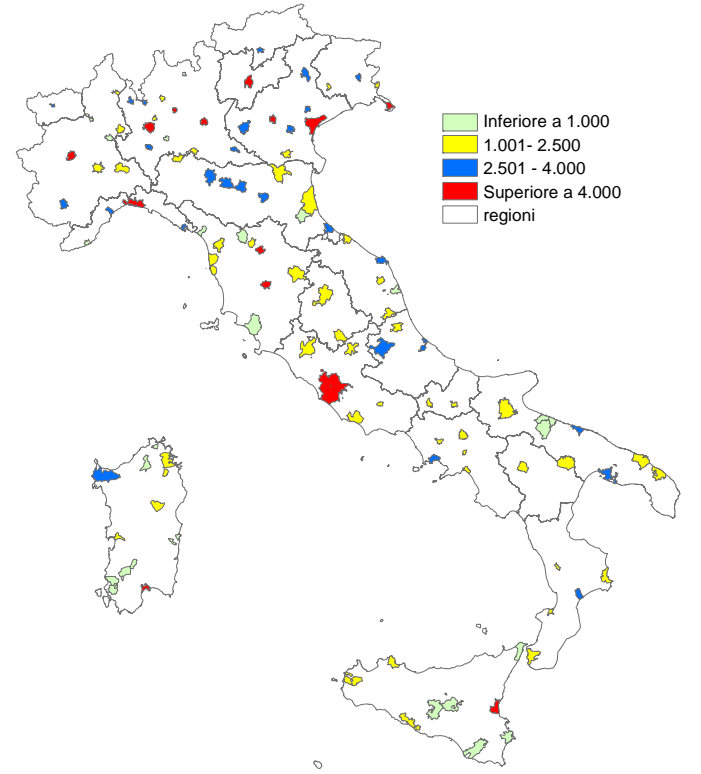 Inferiore a 1.000
1.001- 2.500
2.501 - 4.000
Superiore a 4.000
regioni